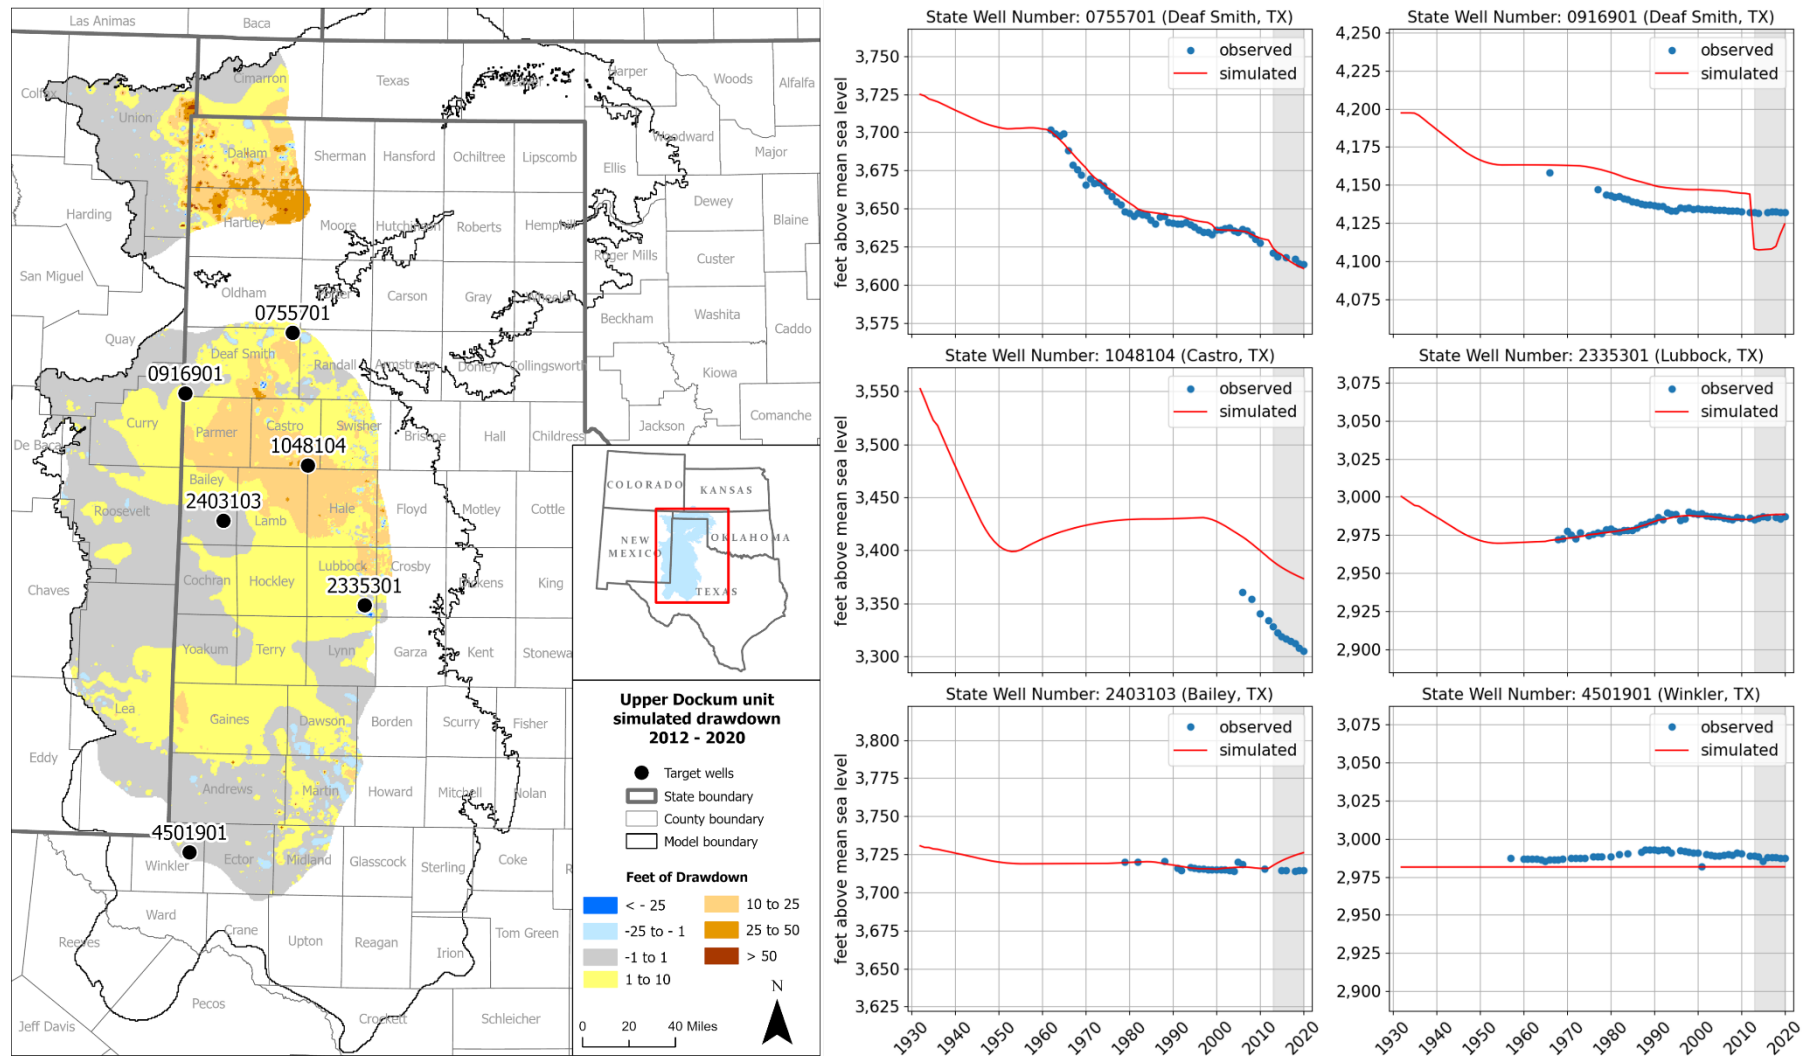 Las Animas
Baca
Colfax
Cimarron
Texas
Beaver
Harper
Woods
Alfalfa
Union
Woodward
Major
Dallam
Sherman
Hansford
Ochiltree
Lipscomb
Ellis
Harding
Hartley
Moore
Hutchinson
Roberts
Hemphill
Dewey
Blaine
San Miguel
Roger Mills
Custer
Oldham
Potter
Carson
Gray
Wheeler
Beckham
Washita
Caddo
0755701
Quay
Deaf Smith
Randall
Armstrong
Donley
Collingsworth
Kiowa
0916901
Curry
Parmer
Castro
Swisher
Briscoe
Hall
Childress
Jackson
Comanche
De Baca
1048104
Bailey
2403103
Roosevelt
Lamb
Hale
Floyd
Motley
Cottle
Chaves
Cochran
Hockley
Lubbock
Crosby
Dickens
King
2335301
Yoakum
Terry
Lynn
Garza
Kent
Stonewa
Lea
Gaines
Dawson
Borden
Scurry
Fisher
Eddy
Andrews
Martin
Howard
Mitchell
Nolan
4501901
Winkler
Ector
Midland
Glasscock
Sterling
Coke
R
Ward
Reeves
Crane
Upton
Reagan
Irion
Tom Green
Pecos
Jeff Davis
Crockett
Schleicher
COLORADO
KANSAS
NEW
MEXICO
OKLAHOMA
TEXAS
Upper Dockum unit
simulated drawdown
2012 - 2020
Target wells
State boundary
County boundary
Model boundary
Feet of Drawdown
< - 25
-25 to - 1
-1 to 1
1 to 10
10 to 25
25 to 50
> 50
N
0 20 40 Miles
State Well Number: 0755701 (Deaf Smith, TX)
feet above mean sea level
3,750
3,725
3,700
3,675
3,650
3,625
3,600
3,575
observed
simulated
State Well Number: 0916901 (Deaf Smith, TX)
4,250
4,225
4,200
4,175
4,150
4,125
4,100
4,075
observed
simulated
State Well Number: 1048104 (Castro, TX)
feet above mean sea level
3,550
3,500
3,450
3,400
3,350
3,300
observed
simulated
State Well Number: 2335301 (Lubbock, TX)
3,075
3,050
3,025
3,000
2,975
2,950
2,925
2,900
observed
simulated
State Well Number: 2403103 (Bailey, TX)
feet above mean sea level
3,800
3,775
3,750
3,725
3,700
3,675
3,650
3,625
observed
simulated
1930 1940 1950 1960 1970 1980 1990 2000 2010 2020
State Well Number: 4501901 (Winkler, TX)
3,075
3,050
3,025
3,000
2,975
2,950
2,925
2,900
observed
simulated
1930 1940 1950 1960 1970 1980 1990 2000 2010 2020